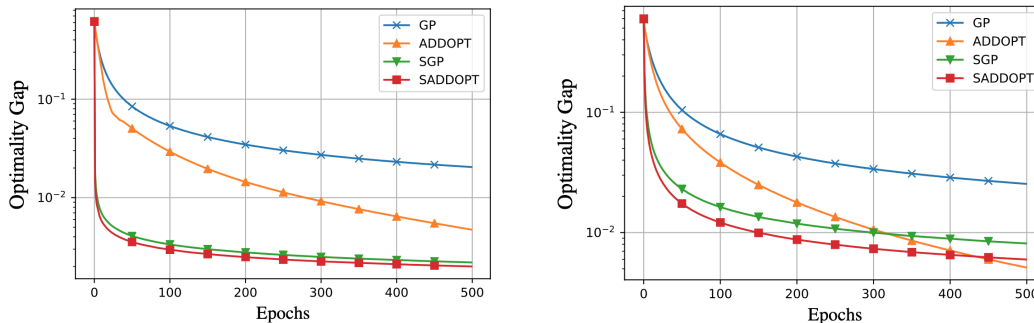 GP
ADDOPT
SGP
SADDOPT
10⁻¹
10⁻²
Optimality Gap
0
100
200
300
400
500
Epochs
GP
ADDOPT
SGP
SADDOPT
10⁻¹
10⁻²
Optimality Gap
0
100
200
300
400
500
Epochs